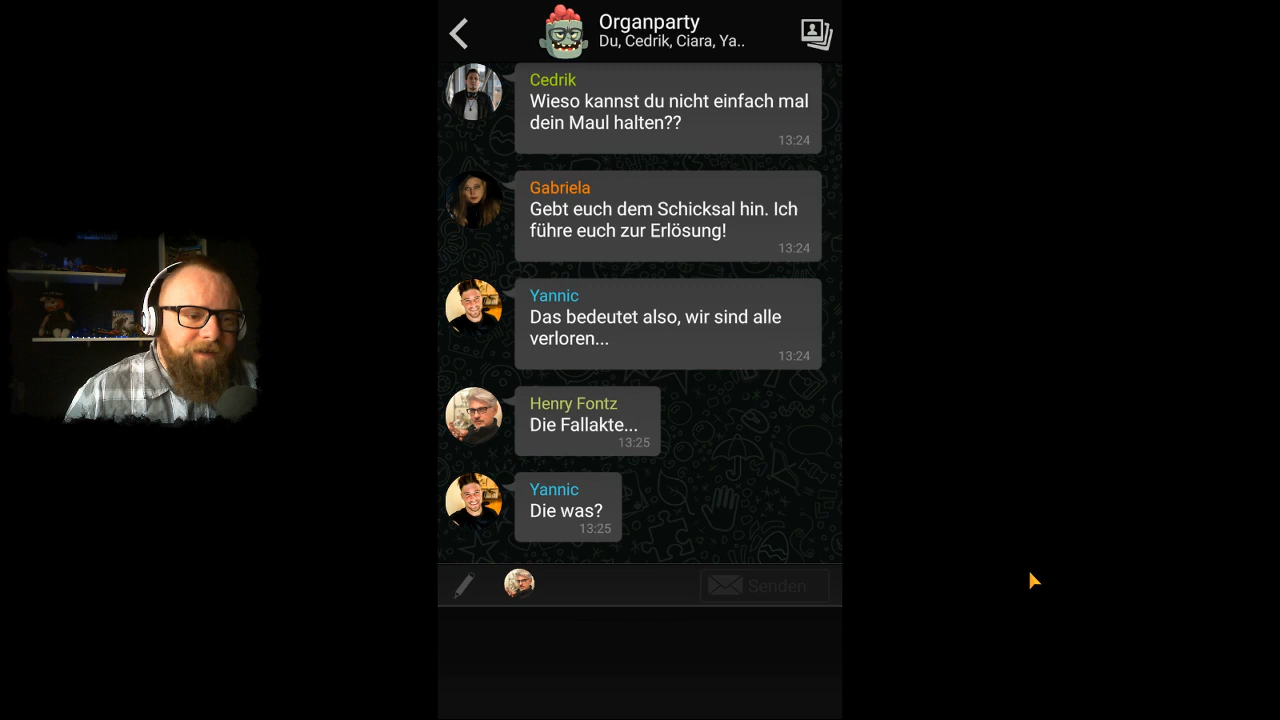 Organparty
Du, Cedrik, Ciara, Ya..
Cedrik
Wieso kannst du nicht einfach mal
dein Maul halten??
13:24
Gabriela
Gebt euch dem Schicksal hin. Ich
führe euch zur Erlösung!
13:24
Yannic
Das bedeutet also, wir sind alle
verloren...
13:24
Henry Fontz
Die Fallakte...
13:25
Yannic
Die was?
13:25
Senden